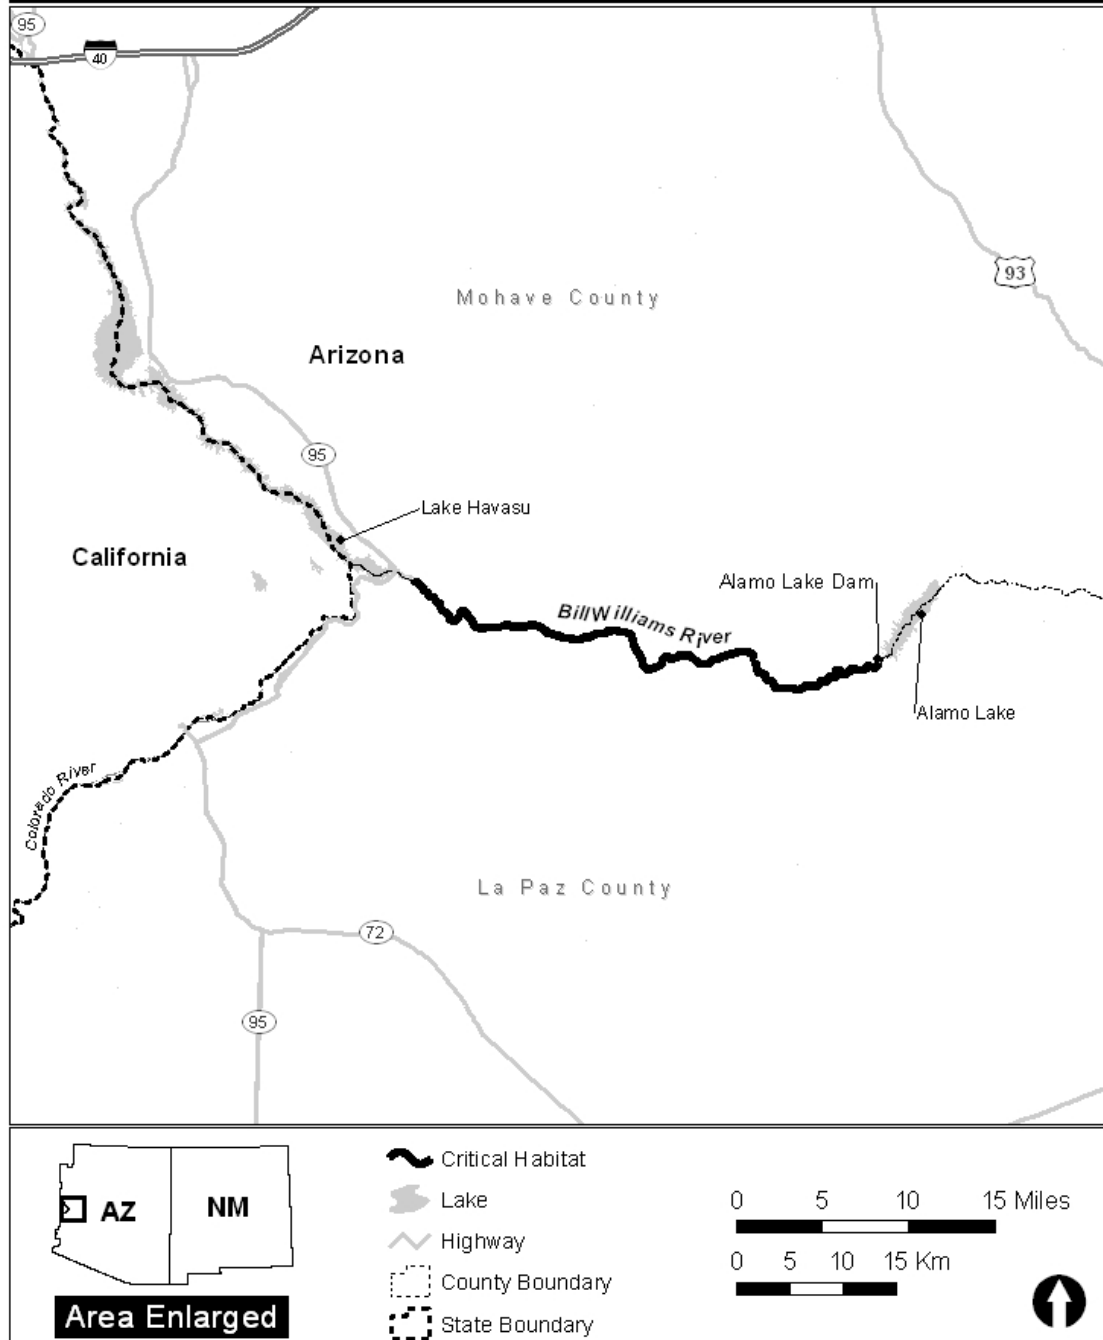 95
40
Mohave County
93
Arizona
95
Lake Havasu
California
Alamo Lake Dam
BillWilliams River
Alamo Lake
Colorado River
La Paz County
72
95
AZ
NM
Area Enlarged
Critical Habitat
Lake
Highway
County Boundary
State Boundary
0 5 10 15 Miles
0 5 10 15 Km